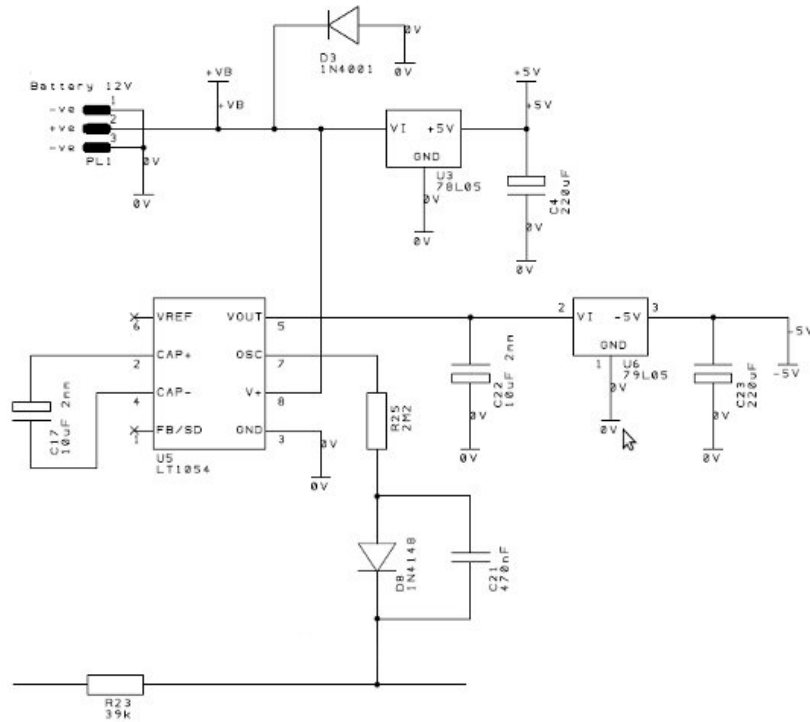 0V
D3
1N4001
0V
+VB
+VB
Battery 12V
-ve 1
+ve 2
-ve 3
PL1
0V
0V
VI +5V
GND
U3
78L05
0V
0V
+5V
+5V
C4
220uF
0V
0V
VREF 6
VOUT 5
CAP+ 2
OSC 7
CAP- 4
V+ 8
FB/SD 1
GND 3
U5
LT1054
C17
10uF 2nn
0V
0V
R25
2M2
C22
10uF 2nn
0V
0V
2 VI -5V 3
GND
1
U6
79L05
0V
0V
C23
220uF
0V
0V
-5V
-5V
D8
1N4148
C21
470nF
R23
39k